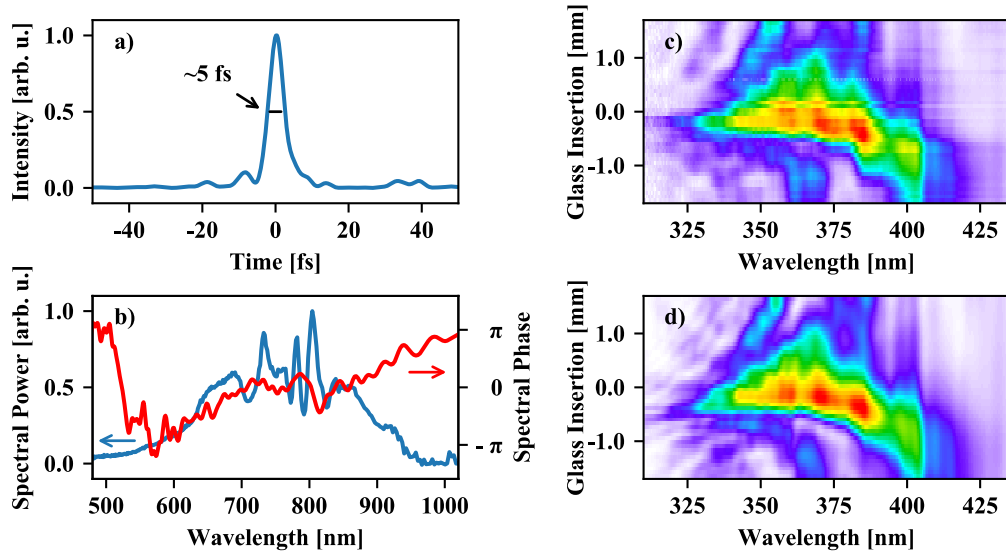 a)
~5 fs
Intensity [arb. u.]
1.0
0.5
0.0
-40
-20
0
20
40
Time [fs]
b)
Spectral Power [arb. u.]
1.0
0.5
0.0
π
0
- π
Spectral Phase
500
600
700
800
900
1000
Wavelength [nm]
c)
Glass Insertion [mm]
1.0
0.0
-1.0
325
350
375
400
425
Wavelength [nm]
d)
Glass Insertion [mm]
1.0
0.0
-1.0
325
350
375
400
425
Wavelength [nm]